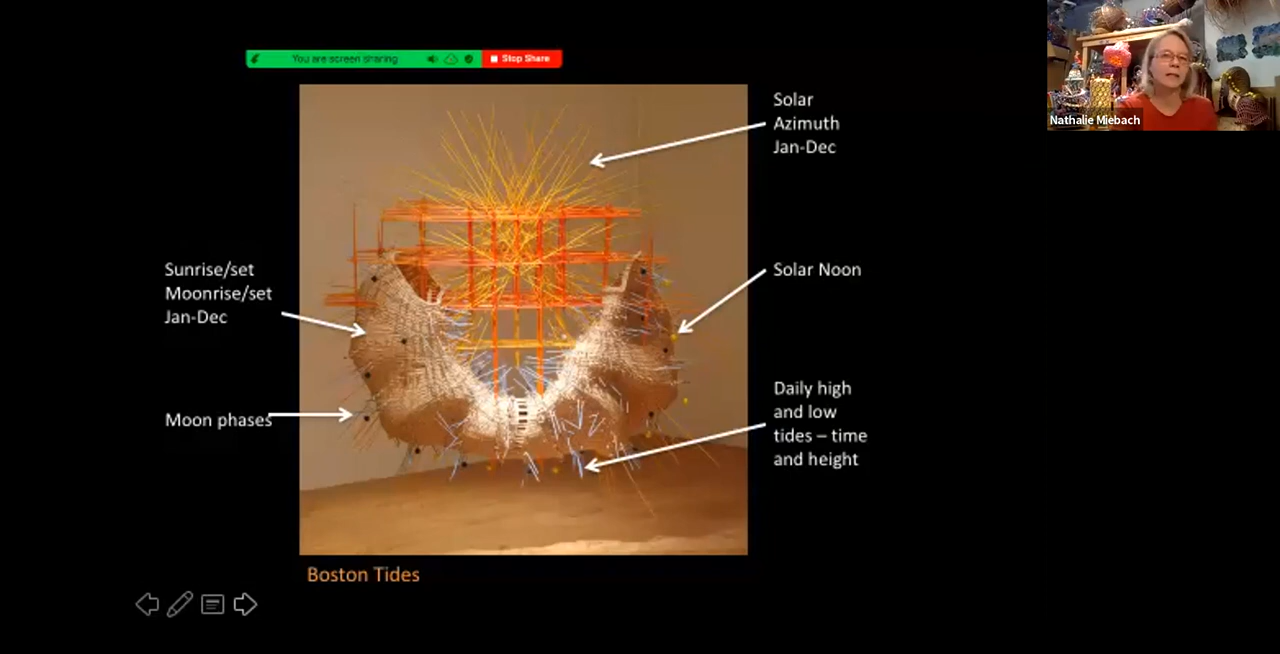 You are screen sharing
Stop Share
Nathalie Miebach
Solar
Azimuth
Jan-Dec
Sunrise/set
Moonrise/set
Jan-Dec
Solar Noon
Moon phases
Daily high
and low
tides – time
and height
Boston Tides